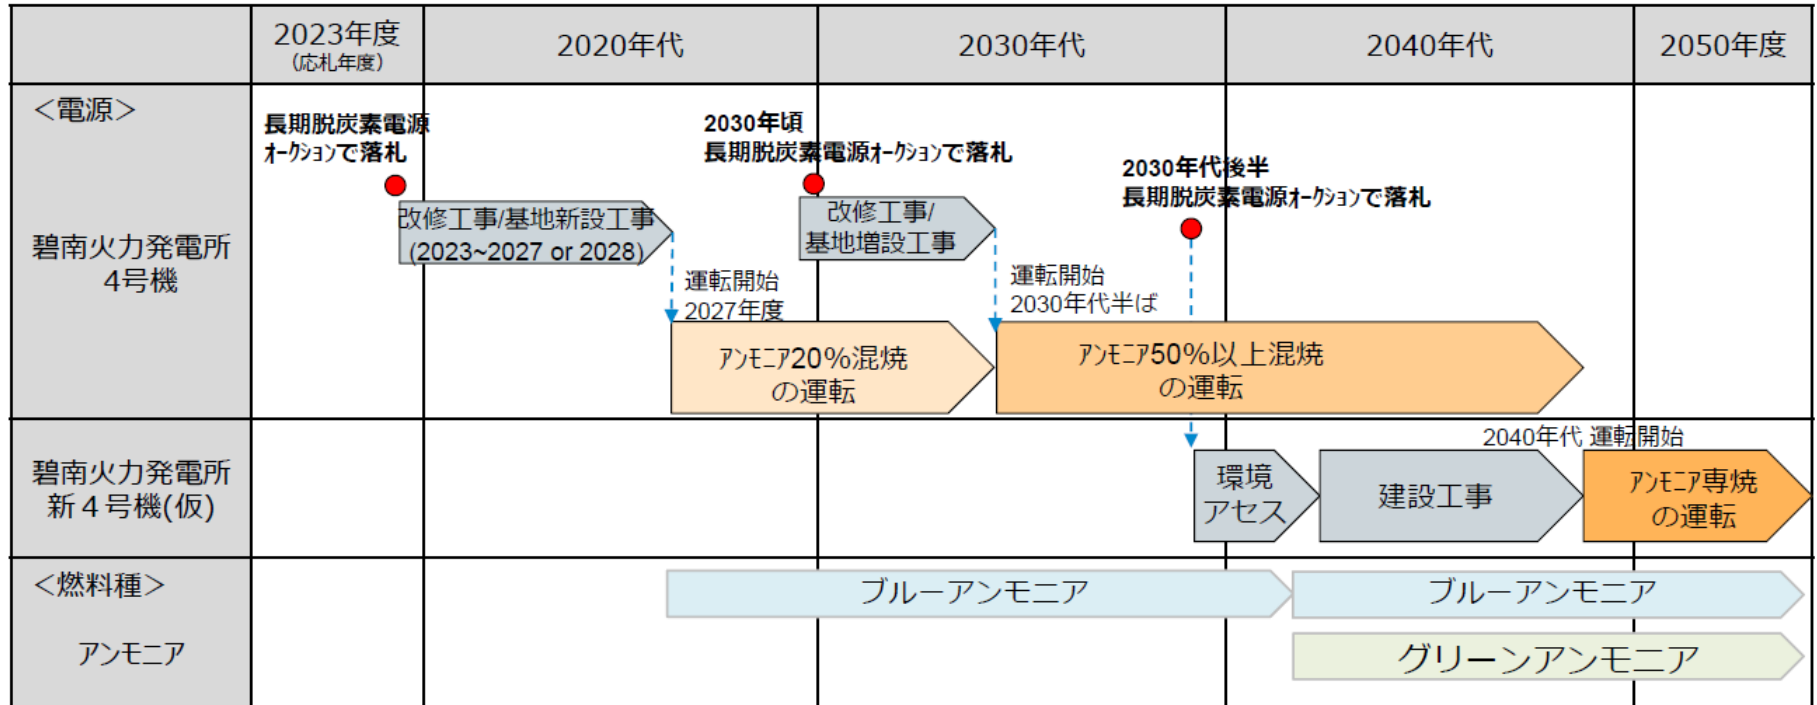 2023年度
(応札年度)
2020年代
2030年代
2040年代
2050年度
＜電源＞
碧南火力発電所
4号機
長期脱炭素電源
ｵｰｸｼｮﾝで落札
改修工事/基地新設工事
(2023~2027 or 2028)
運転開始
2027年度
ｱﾝﾓﾆｱ20%混焼
の運転
2030年頃
長期脱炭素電源ｵｰｸｼｮﾝで落札
改修工事/
基地増設工事
運転開始
2030年代半ば
ｱﾝﾓﾆｱ50%以上混焼
の運転
2030年代後半
長期脱炭素電源ｵｰｸｼｮﾝで落札
碧南火力発電所
新４号機(仮)
環境
アセス
建設工事
2040年代 運転開始
ｱﾝﾓﾆｱ専焼
の運転
＜燃料種＞
アンモニア
ブルーアンモニア
ブルーアンモニア
グリーンアンモニア